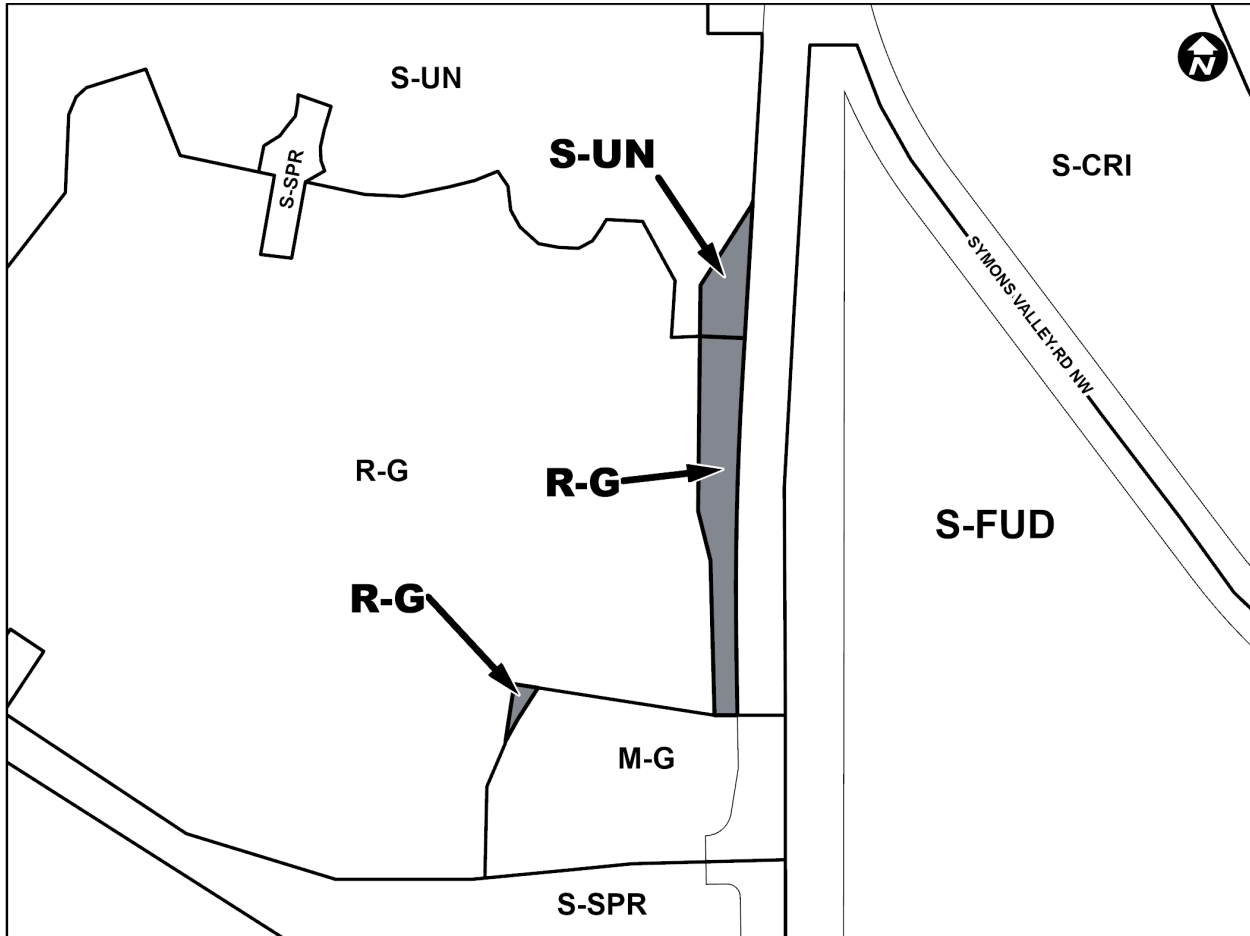 S-UN
N
S-UN
S-SPR
S-CRI
SYMONS VALLEY RD NW
R-G
R-G
S-FUD
R-G
M-G
S-SPR